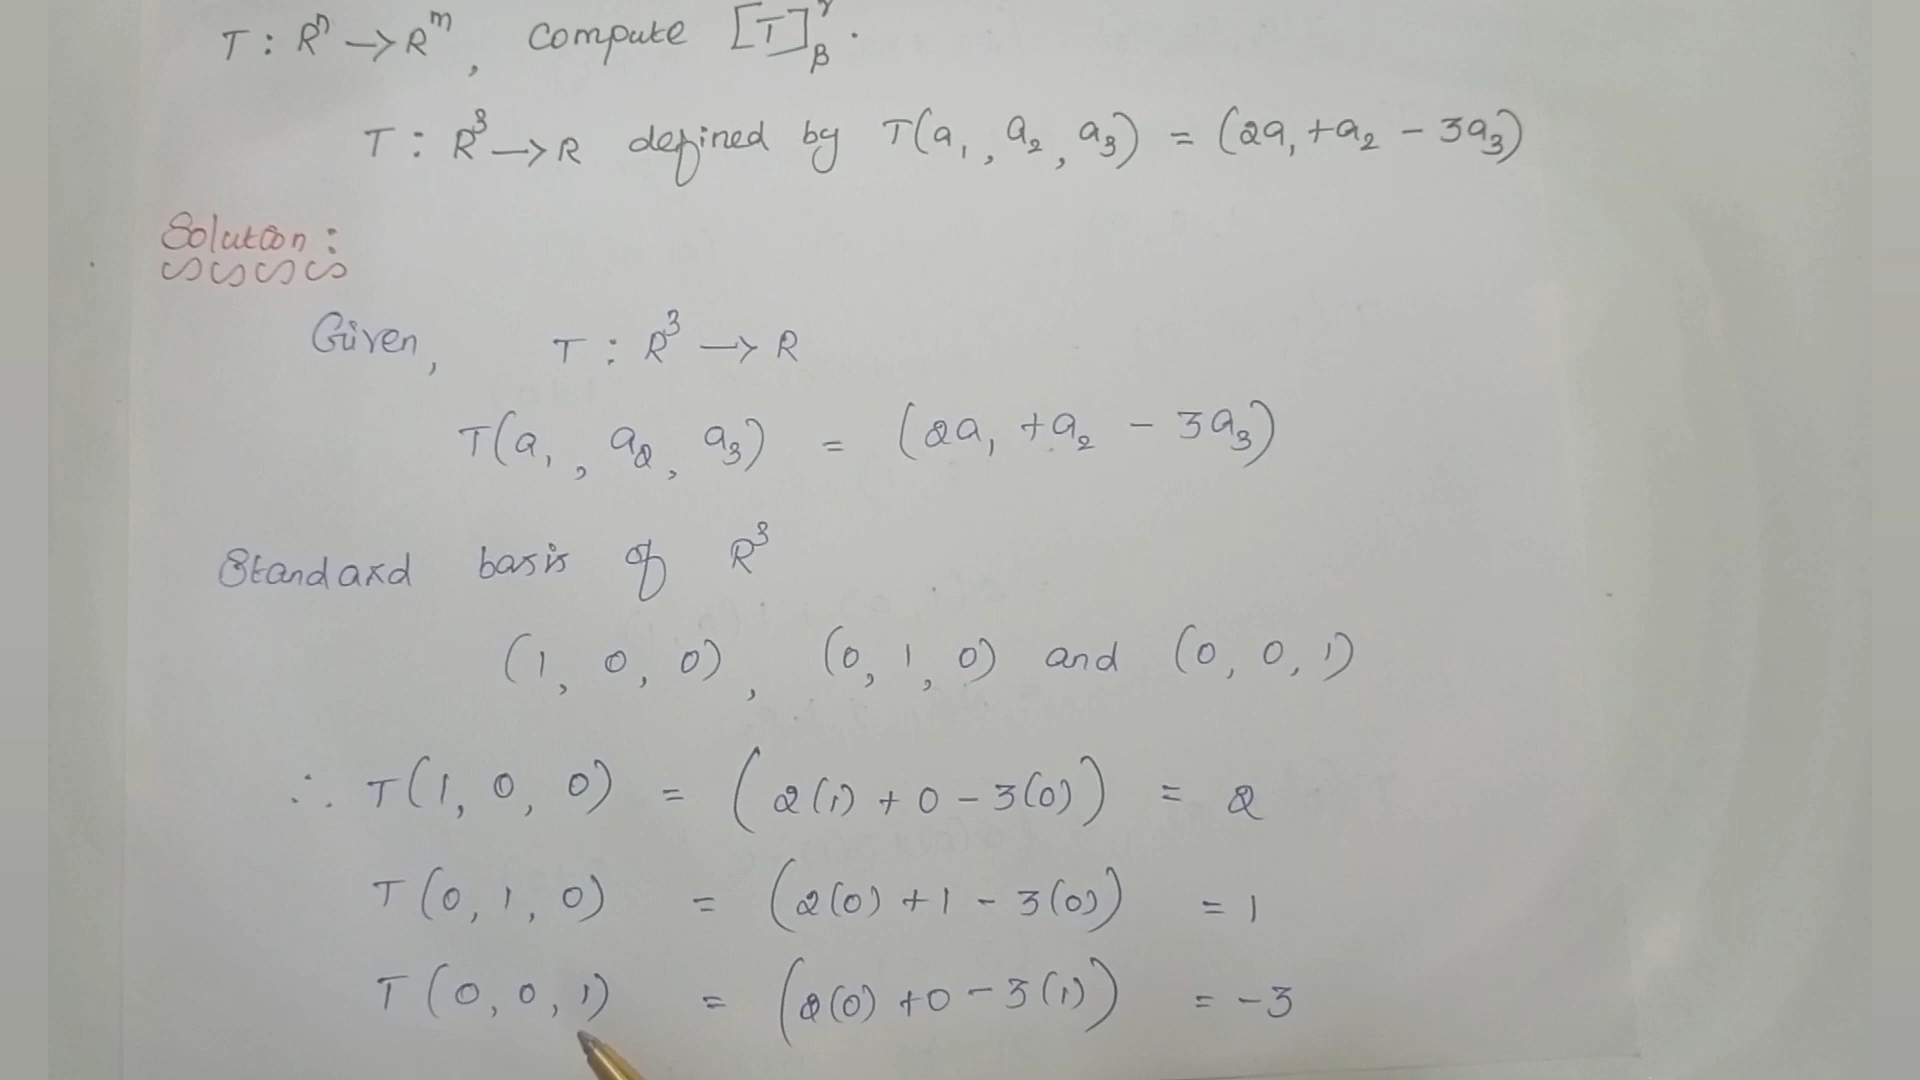 T : Rⁿ → Rᵐ, compute [T]ᵧᵦ.
T : R³ → R defined by T(a₁, a₂, a₃) = (2a₁ + a₂ - 3a₃)
Solution :
Given, T : R³ → R
T(a₁, a₂, a₃) = (2a₁ + a₂ - 3a₃)
Standard basis of R³
(1, 0, 0), (0, 1, 0) and (0, 0, 1)
∴ T(1, 0, 0) = (2(1) + 0 - 3(0)) = 2
T(0, 1, 0) = (2(0) + 1 - 3(0)) = 1
T(0, 0, 1) = (2(0) + 0 - 3(1)) = -3